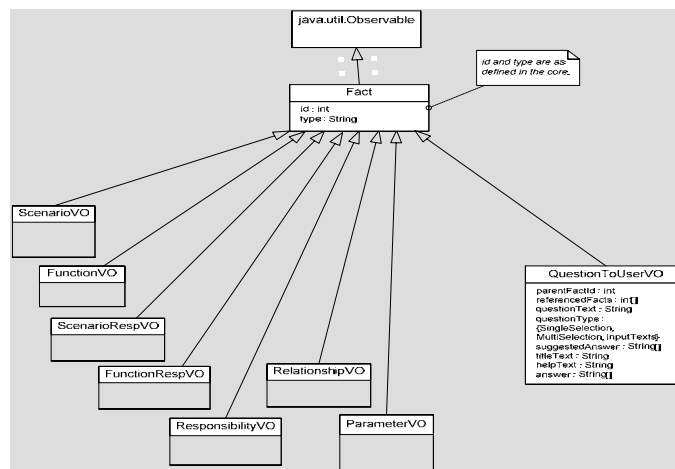 java.util.Observable
id and type are as
defined in the core.
Fact
id : int
type : String
ScenarioVO
FunctionVO
ScenarioRespVO
FunctionRespVO
ResponsibilityVO
RelationshipVO
ParameterVO
QuestionToUserVO
parentFactId : int
referencedFacts : int[]
questionText : String
questionType :
{SingleSelection,
MultiSelection, inputTexts}
suggestedAnswer : String[]
titleText : String
helpText : String
answer : String[]